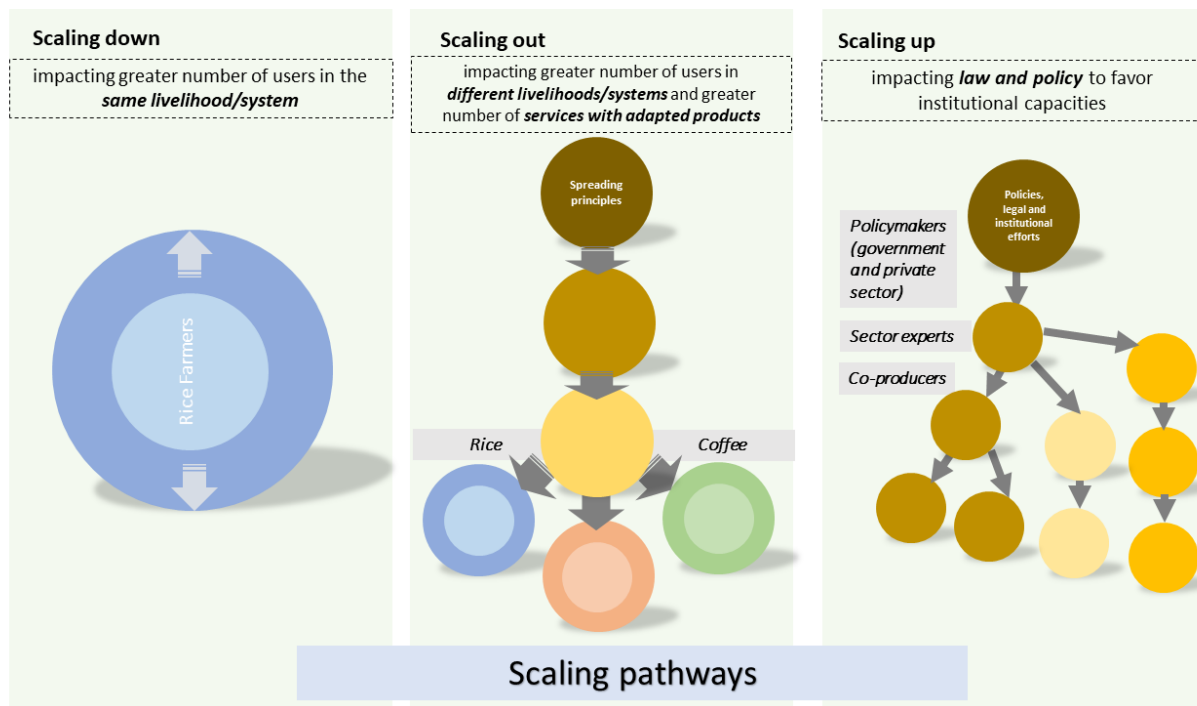 Scaling down
impacting greater number of users in the
same livelihood/system
Rice Farmers
Scaling out
impacting greater number of users in
different livelihoods/systems and greater
number of services with adapted products
Spreading
principles
Rice
Coffee
Scaling up
impacting law and policy to favor
institutional capacities
Policies,
legal and
institutional
efforts
Policymakers
(government
and private
sector)
Sector experts
Co-producers
Scaling pathways